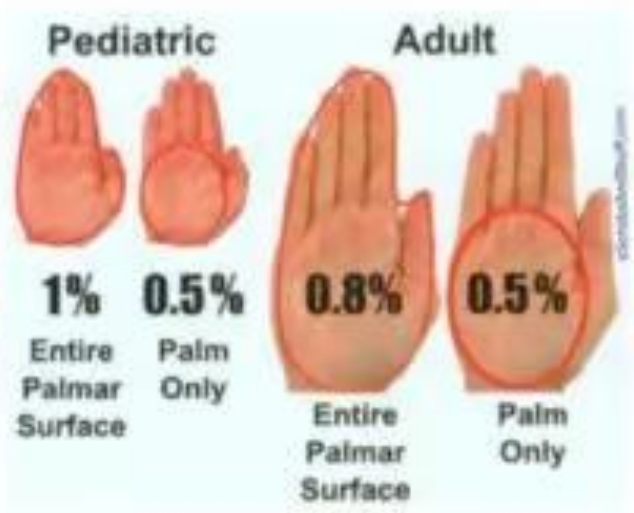 Pediatric
Adult
1%
0.5%
0.8%
0.5%
Entire
Palmar
Surface
Palm
Only
Entire
Palmar
Surface
Palm
Only